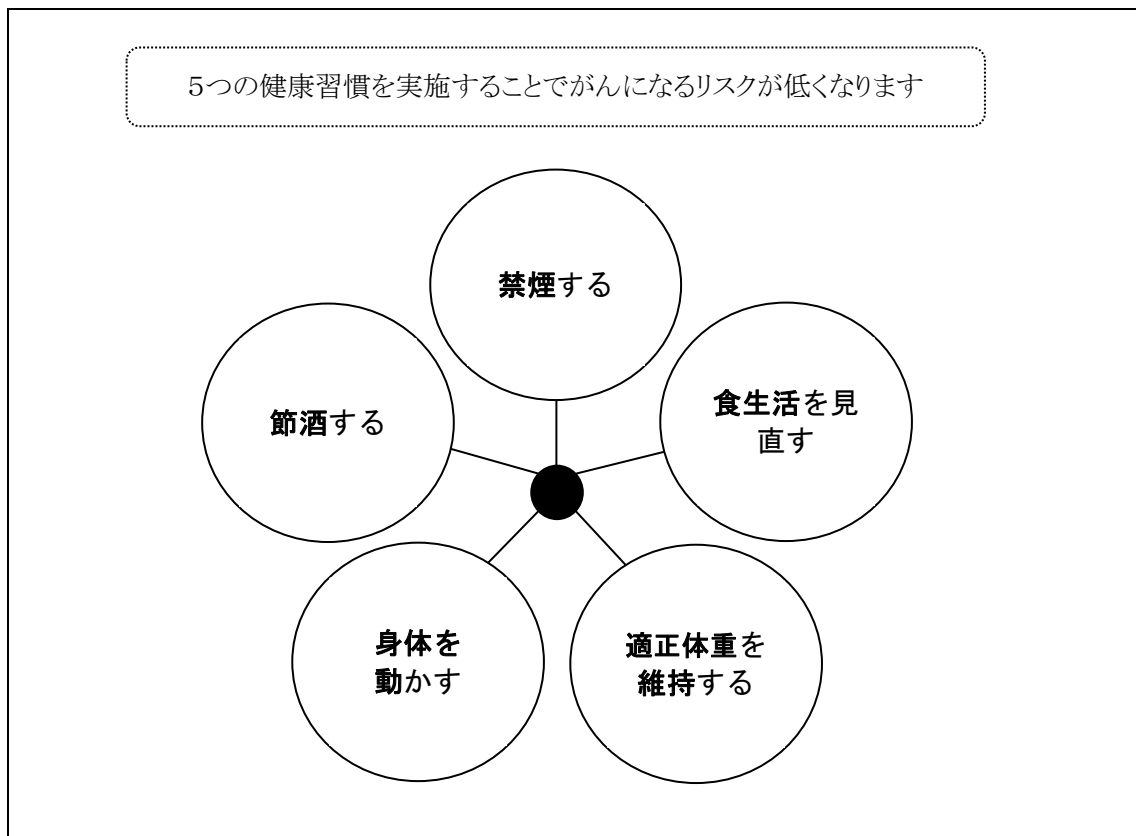 5つの健康習慣を実施することでがんになるリスクが低くなります
禁煙する
節酒する
食生活を見
直す
身体を
動かす
適正体重を
維持する